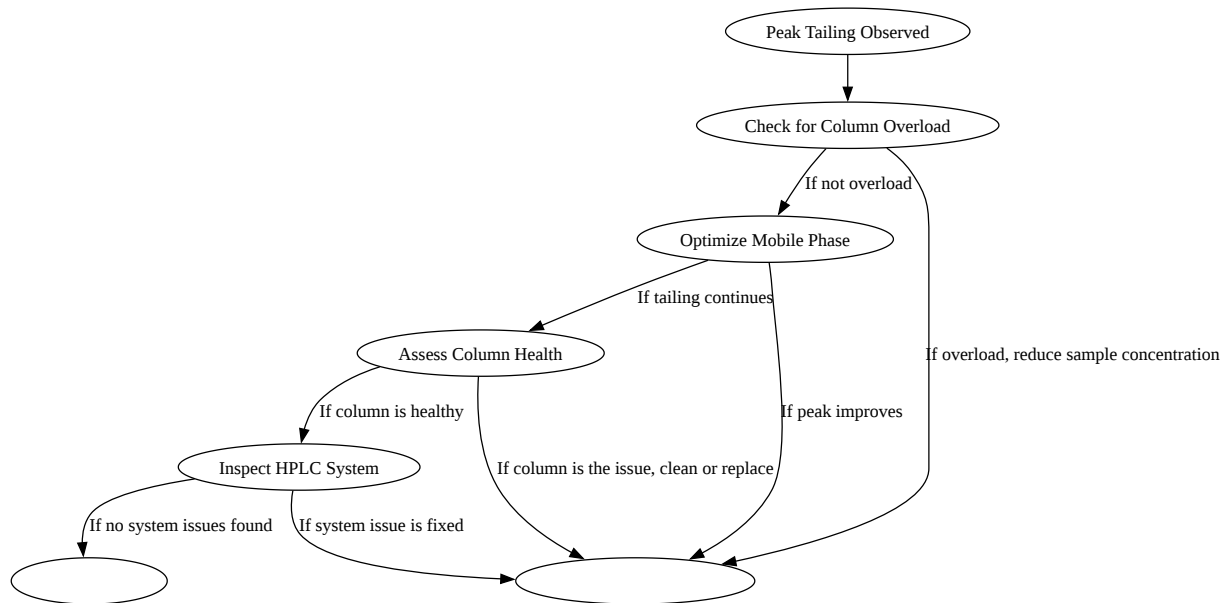 Peak Tailing Observed
Check for Column Overload
If not overload
Optimize Mobile Phase
If tailing continues
Assess Column Health
If overload, reduce sample concentration
If column is healthy
If peak improves
Inspect HPLC System
If column is the issue, clean or replace
If no system issues found
If system issue is fixed